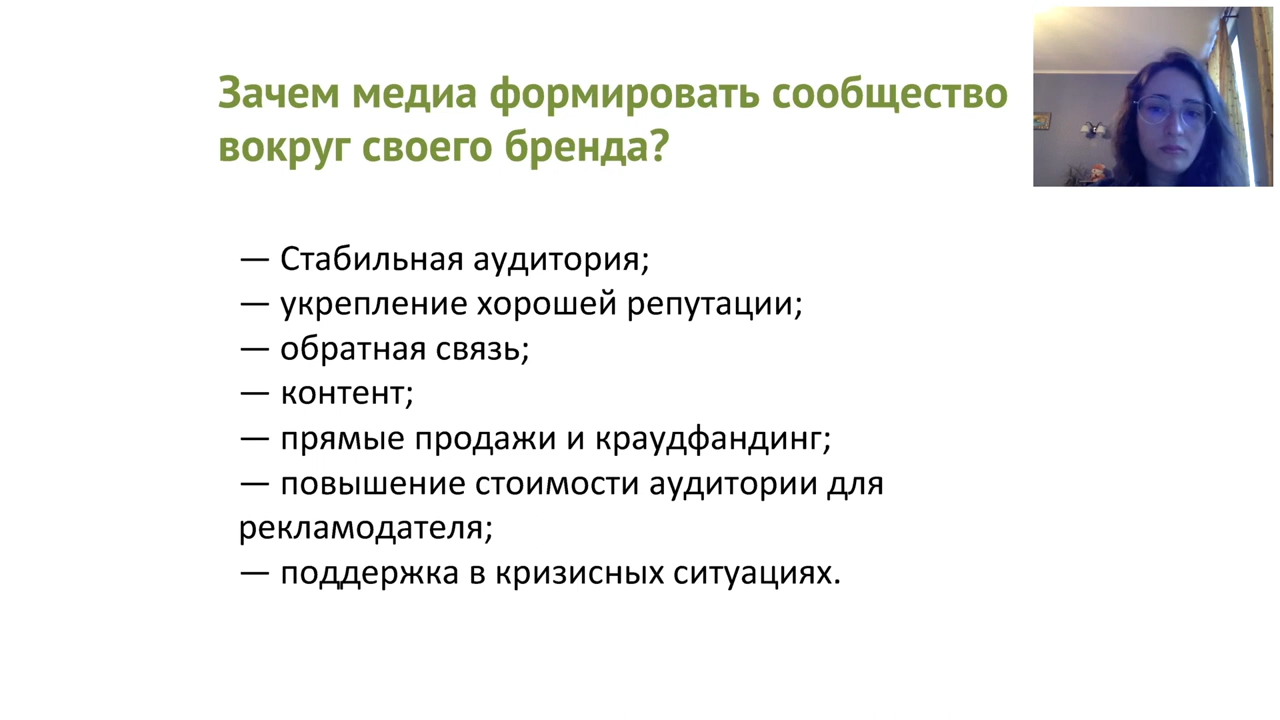 Зачем медиа формировать сообщество
вокруг своего бренда?
— Стабильная аудитория;
— укрепление хорошей репутации;
— обратная связь;
— контент;
— прямые продажи и краудфандинг;
— повышение стоимости аудитории для
рекламодателя;
— поддержка в кризисных ситуациях.